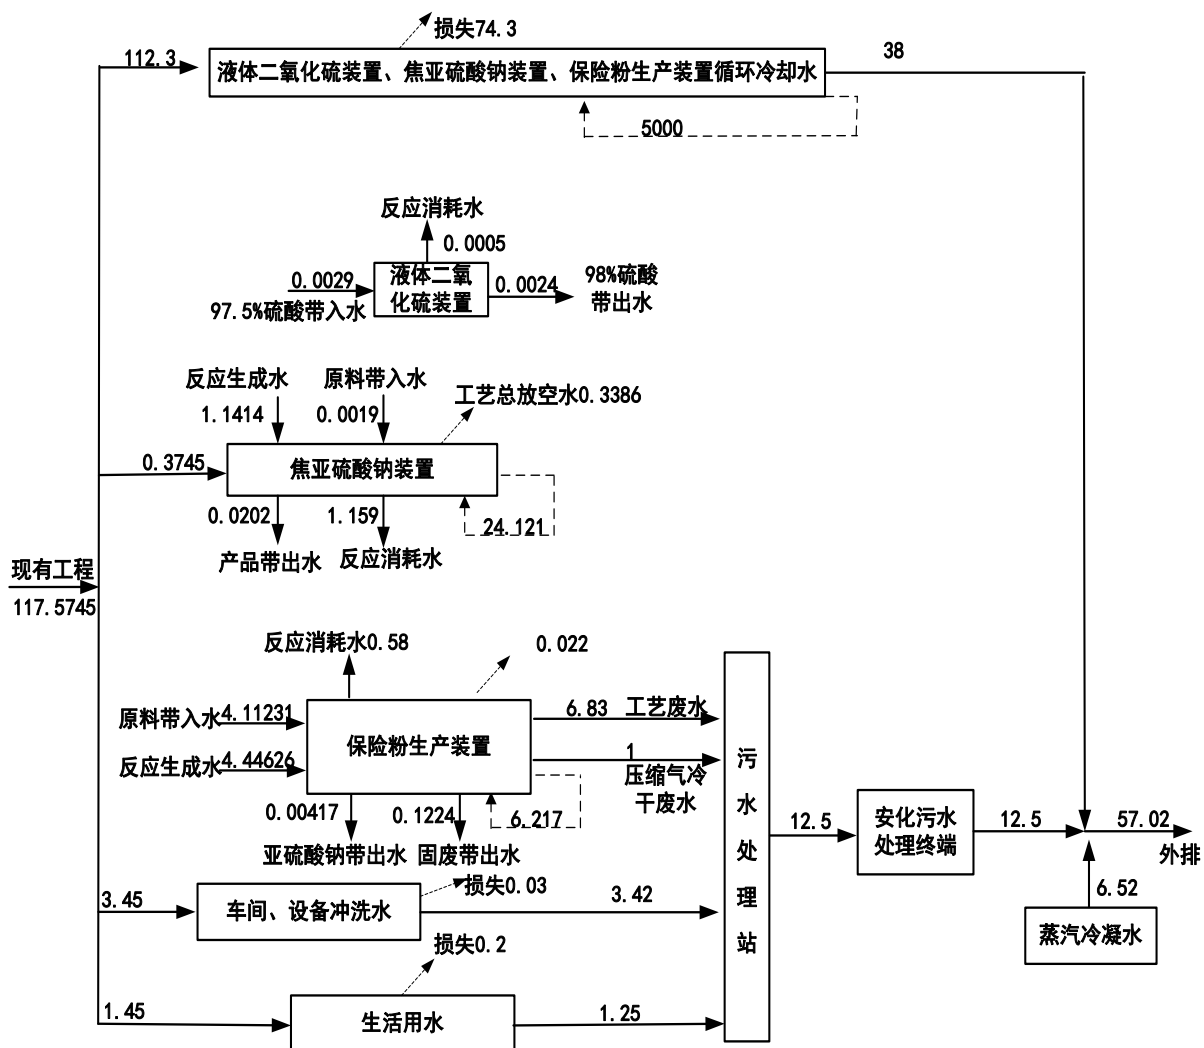 损失74.3
112.3
38
液体二氧化硫装置、焦亚硫酸钠装置、保险粉生产装置循环冷却水
5000
反应消耗水
0.0005
0.0029
液体二氧
化硫装置
0.0024
98%硫酸
带出水
97.5%硫酸带入水
反应生成水
原料带入水
工艺总放空水0.3386
1.1414
0.0019
0.3745
焦亚硫酸钠装置
0.0202
1.159
24.121
产品带出水
反应消耗水
现有工程
117.5745
反应消耗水0.58
0.022
原料带入水
4.11231
6.83
工艺废水
保险粉生产装置
反应生成水
4.44626
1
压缩气冷
干废水
0.00417
0.1224
6.217
亚硫酸钠带出水
固废带出水
污
水
处
理
站
12.5
安化污水
处理终端
12.5
57.02
外排
6.52
蒸汽冷凝水
3.45
车间、设备冲洗水
损失0.03
3.42
损失0.2
1.45
生活用水
1.25